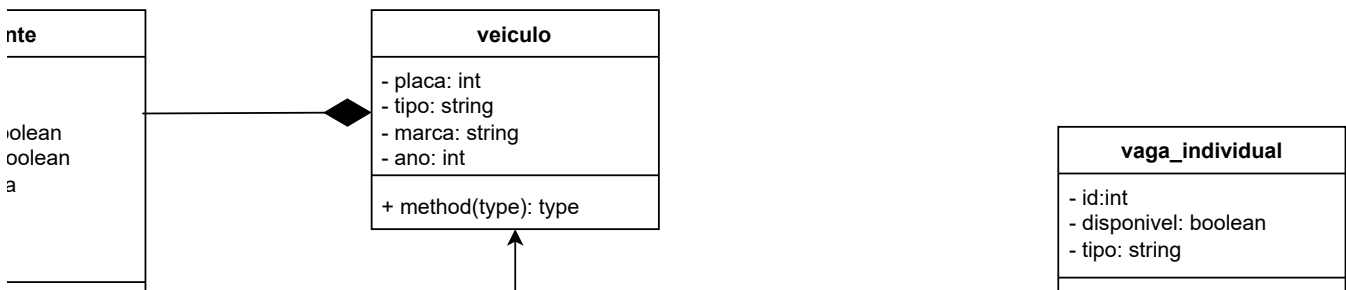 nte
oolean
oolean
a
veiculo
- placa: int
- tipo: string
- marca: string
- ano: int
+ method(type): type
vaga_individual
- id:int
- disponivel: boolean
- tipo: string